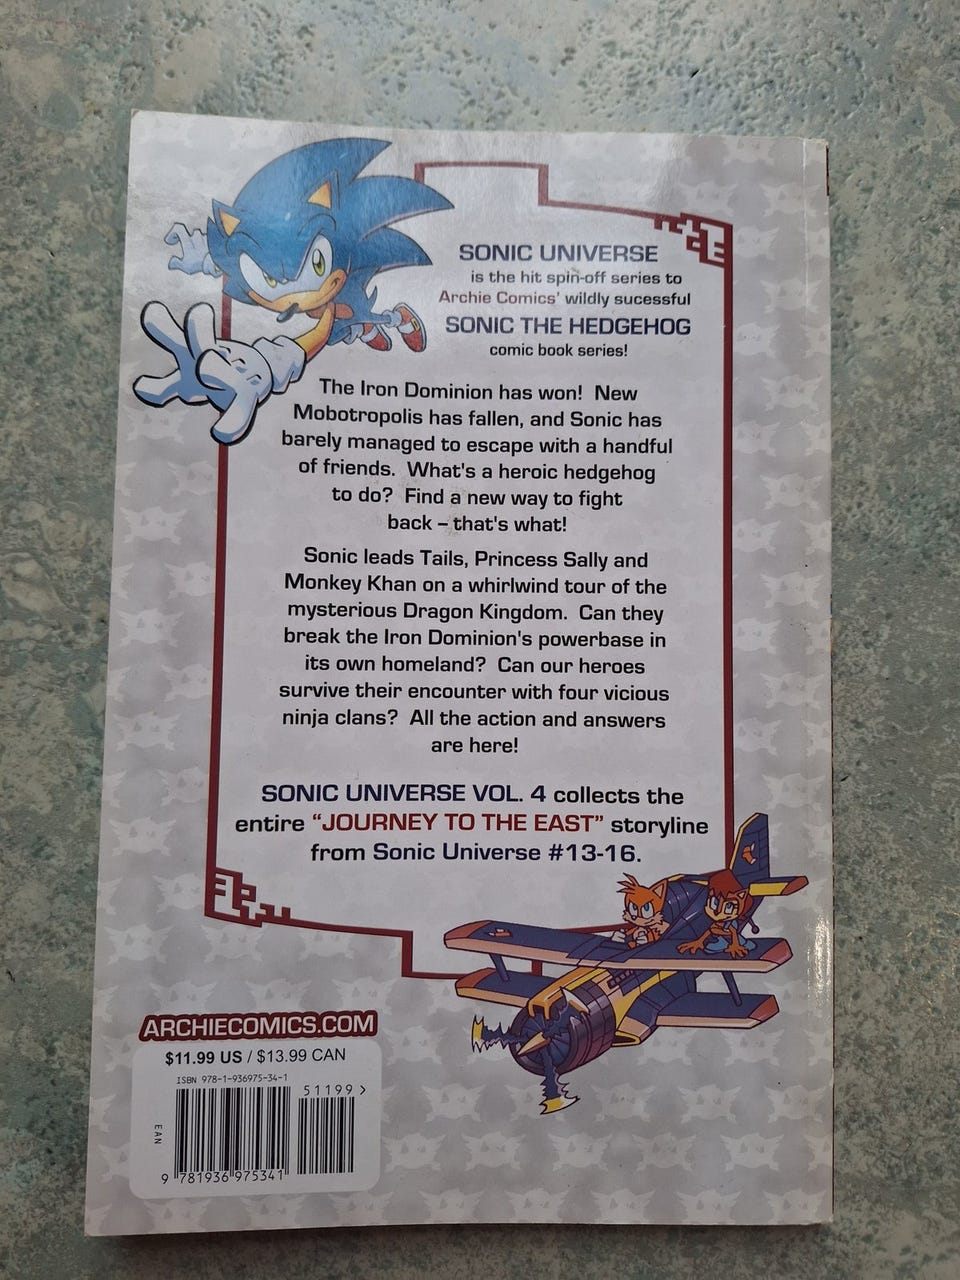 SONIC UNIVERSE
is the hit spin-off series to
Archie Comics' wildly sucessful
SONIC THE HEDGEHOG
comic book series!
The Iron Dominion has won! New
Mobotropolis has fallen, and Sonic has
barely managed to escape with a handful
of friends. What's a heroic hedgehog
to do? Find a new way to fight
back – that's what!
Sonic leads Tails, Princess Sally and
Monkey Khan on a whirlwind tour of the
mysterious Dragon Kingdom. Can they
break the Iron Dominion's powerbase in
its own homeland? Can our heroes
survive their encounter with four vicious
ninja clans? All the action and answers
are here!
SONIC UNIVERSE VOL. 4 collects the
entire “JOURNEY TO THE EAST” storyline
from Sonic Universe #13-16.
ARCHIECOMICS.COM
$11.99 US / $13.99 CAN
ISBN 978-1-936975-34-1
51199 >
EAN
9 781936 975341